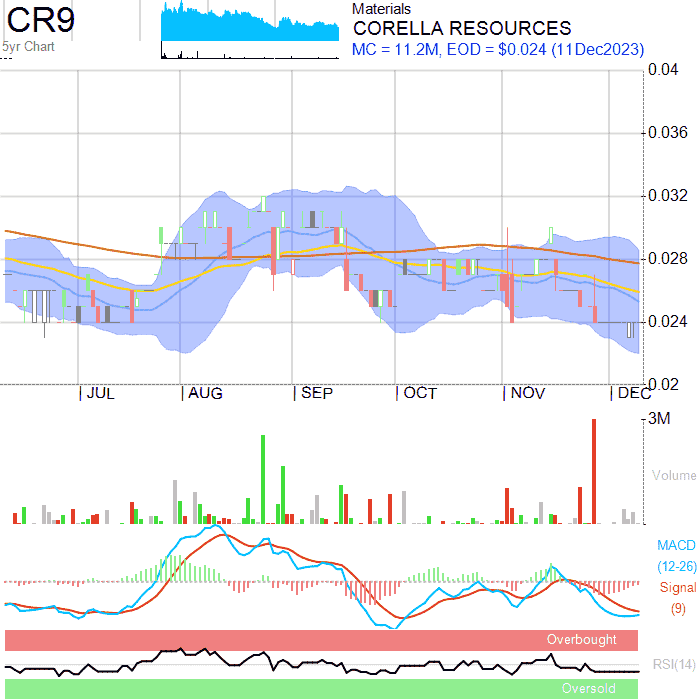 CR9
5yr Chart
Materials
CORELLA RESOURCES
MC = 11.2M, EOD = $0.024 (11Dec2023)
0.04
0.036
0.032
0.028
0.024
0.02
JUL AUG SEP OCT NOV DEC
3M
Volume
MACD
(12-26)
Signal
(9)
Overbought
RSI(14)
Oversold